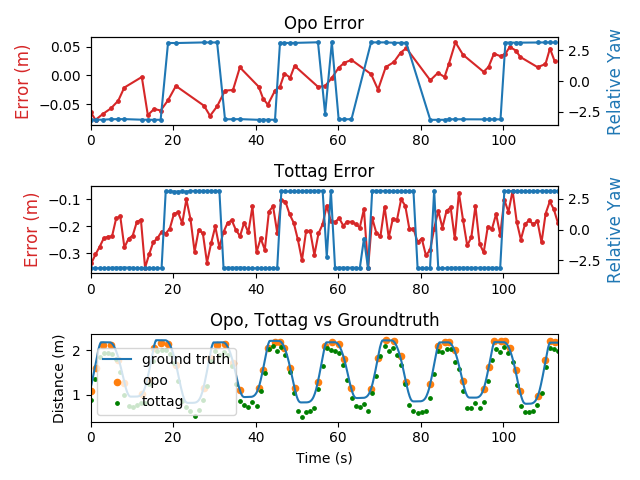 Opo Error
Error (m)
0.05
0.00
−0.05
2.5
0.0
−2.5
Relative Yaw
0 20 40 60 80 100
Tottag Error
Error (m)
−0.1
−0.2
−0.3
2.5
0.0
−2.5
Relative Yaw
0 20 40 60 80 100
Opo, Tottag vs Groundtruth
Distance (m)
2
1
ground truth
opo
tottag
0 20 40 60 80 100
Time (s)